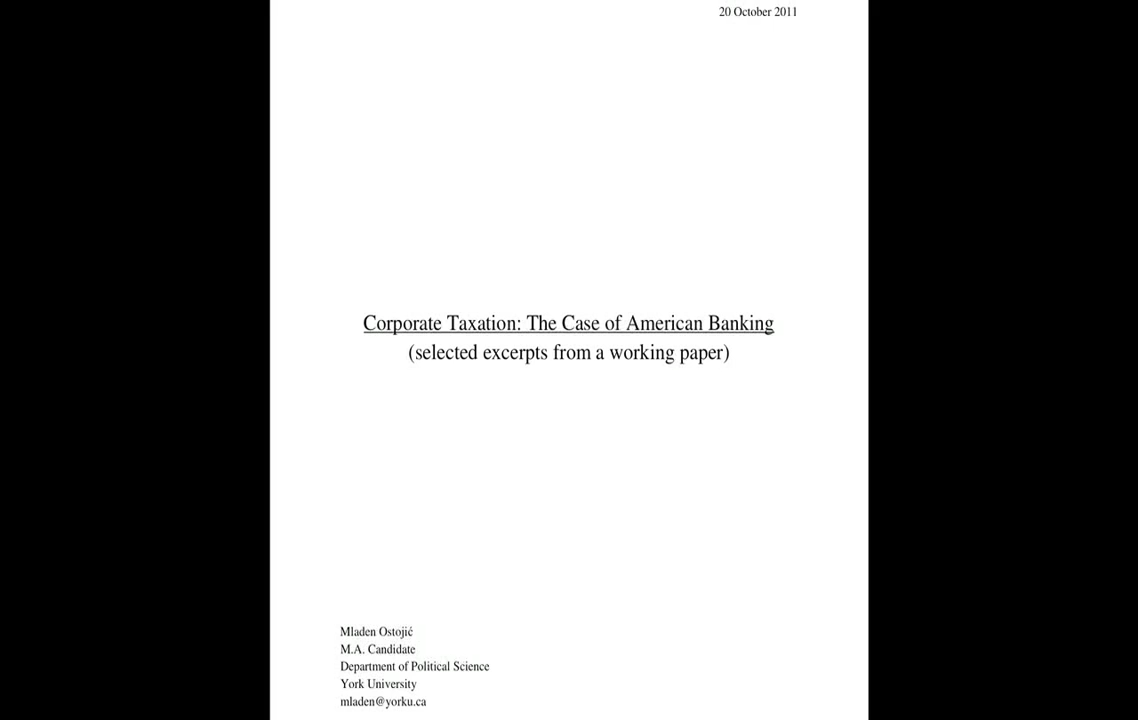 20 October 2011
Corporate Taxation: The Case of American Banking
(selected excerpts from a working paper)
Mladen Ostojić
M.A. Candidate
Department of Political Science
York University
mladen@yorku.ca